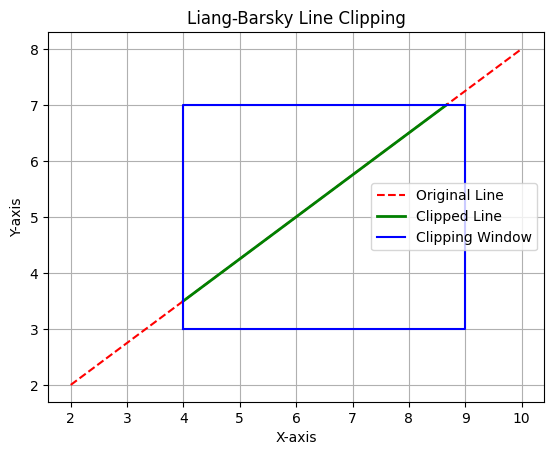 Liang-Barsky Line Clipping
Y-axis
8
7
6
5
4
3
2
Original Line
Clipped Line
Clipping Window
2 3 4 5 6 7 8 9 10
X-axis